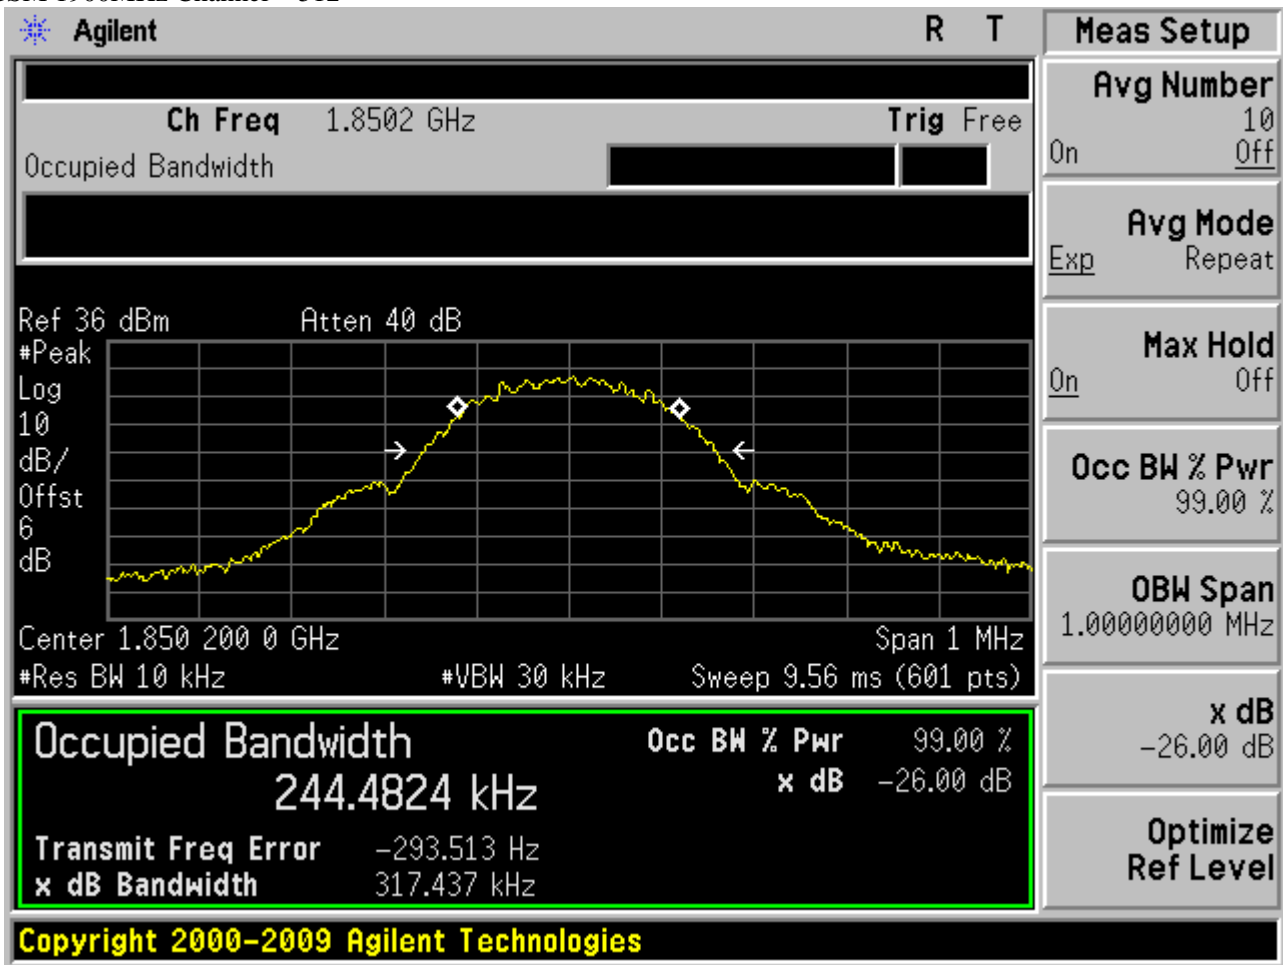 Agilent R T
Ch Freq 1.8502 GHz Trig Free
Occupied Bandwidth
Ref 36 dBm Atten 40 dB
#Peak
Log
10
dB/
Offst
6
dB
Center 1.850 200 0 GHz Span 1 MHz
#Res BW 10 kHz #VBW 30 kHz Sweep 9.56 ms (601 pts)
Occupied Bandwidth Occ BW % Pwr 99.00 %
244.4824 kHz x dB -26.00 dB
Transmit Freq Error -293.513 Hz
x dB Bandwidth 317.437 kHz
Copyright 2000-2009 Agilent Technologies
Meas Setup
Avg Number
10
On Off
Avg Mode
Exp Repeat
Max Hold
On Off
Occ BW % Pwr
99.00 %
OBW Span
1.00000000 MHz
x dB
-26.00 dB
Optimize
Ref Level